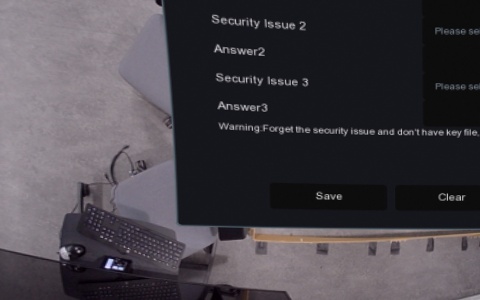 Security Issue 2
Please se
Answer2
Security Issue 3
Please se
Answer3
Warning:Forget the security issue and don't have key file,
Save
Clear